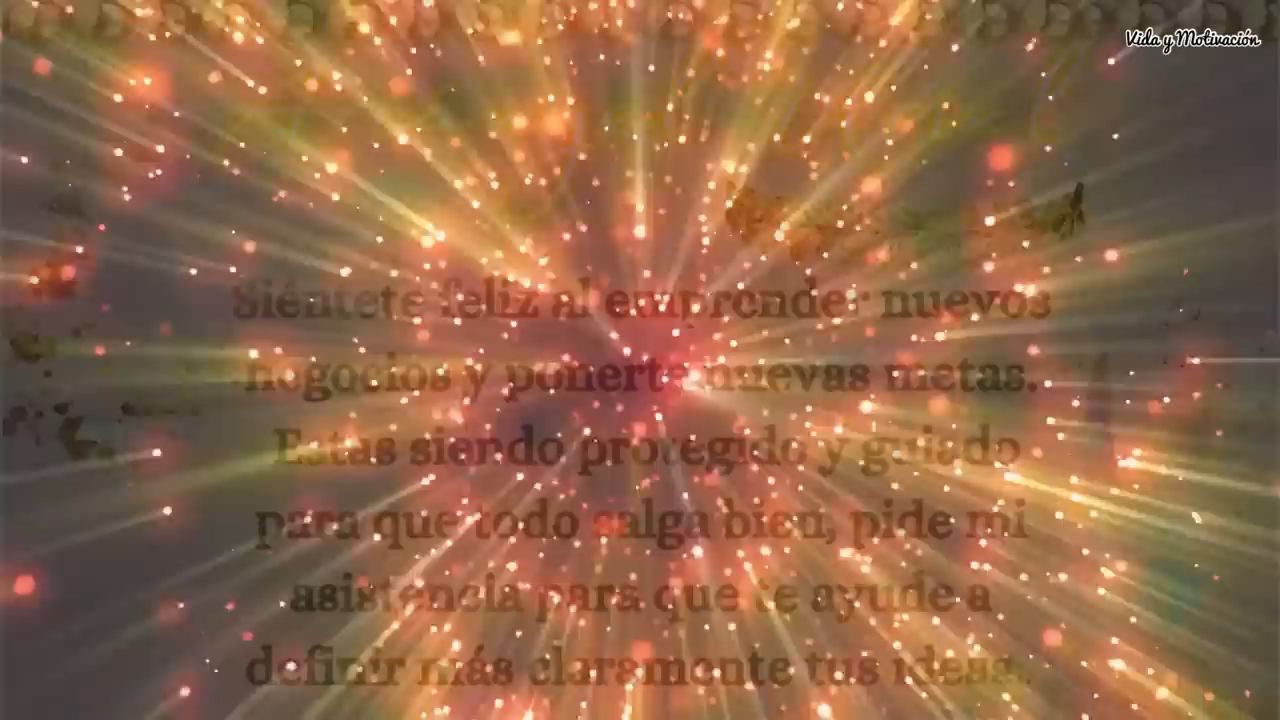 Vida y Motivación
Siéntete feliz al emprender nuevos
negocios y ponerte nuevas metas.
Estas siendo protegido y guiado
para que todo salga bien, pide mi
asistencia para que te ayude a
definir más claramente tus ideas.